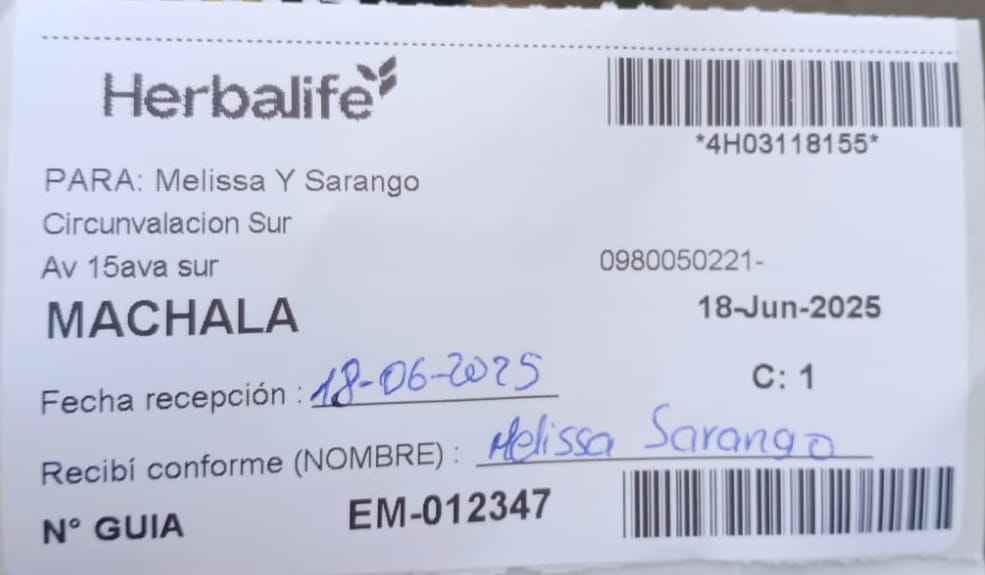 Herbalife
*4H03118155*
PARA: Melissa Y Sarango
Circunvalacion Sur
Av 15ava sur
0980050221-
MACHALA
18-Jun-2025
Fecha recepción : 18-06-2025
C: 1
Recibí conforme (NOMBRE) : Melissa Sarango
N° GUIA EM-012347